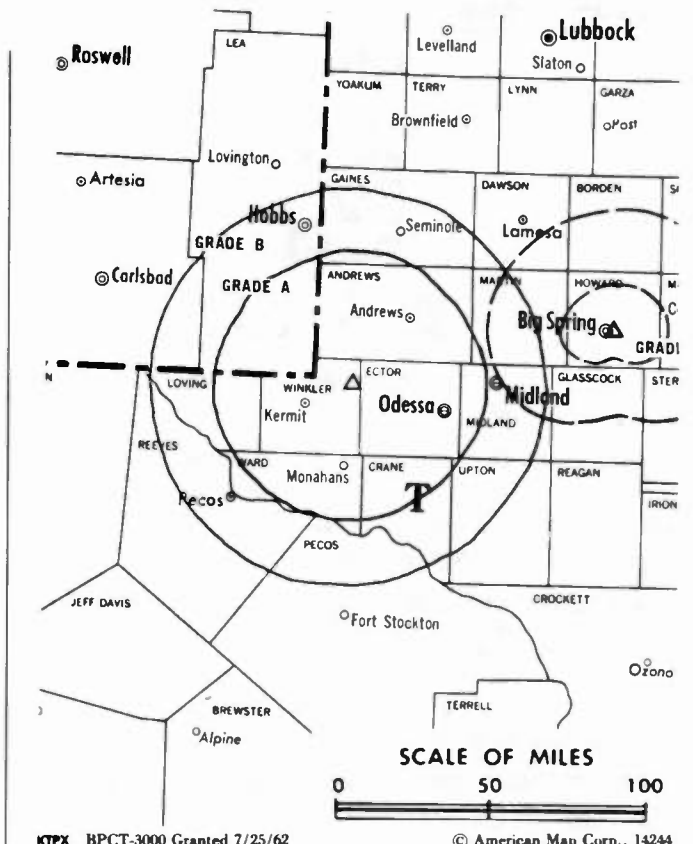 Lubbock
Levelland
Roswell
LEA
Slaton
YOAKUM
TERRY
LYNN
GARZA
Brownfield
Post
Lovington
Artesia
GAINES
DAWSON
BORDEN
Hobbs
Seminole
Lamesa
GRADE B
ANDREWS
MARTIN
HOWARD
Carlsbad
GRADE A
Andrews
Big Spring
LOVING
WINKLER
ECTOR
GLASSCOCK
STER
Kermit
Odessa
Midland
MIDLAND
REEVES
WARD
Monahans
CRANE
UPTON
REAGAN
Pecos
T
IRION
PECOS
JEFF DAVIS
CROCKETT
Fort Stockton
Ozona
BREWSTER
TERRELL
Alpine
SCALE OF MILES
0 50 100
KTPX BPCT-3000 Granted 7/25/62
© American Map Corp., 14244